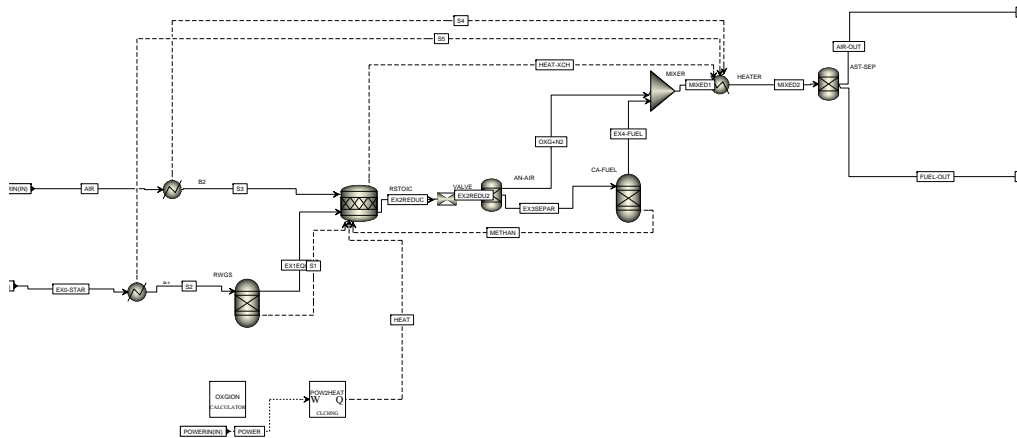 S4
S5
AIR-OUT
HEAT-XCH
AST-SEP
MIXER
HEATER
MIXED1
MIXED2
EX4-FUEL
OXG+N2
FUEL-OUT
B2
AN-AIR
CA-FUEL
RIN(IN)
AIR
S3
RSTOIC
VALVE
EX2REDUC
EX2REDU2
EX3SEPAR
METHAN
RWGS
S1
EX0-STAR
S2
HEAT
OXGION
CALCULATOR
POW2HEAT
W Q
CLCHNG
POWERIN(IN)
POWER